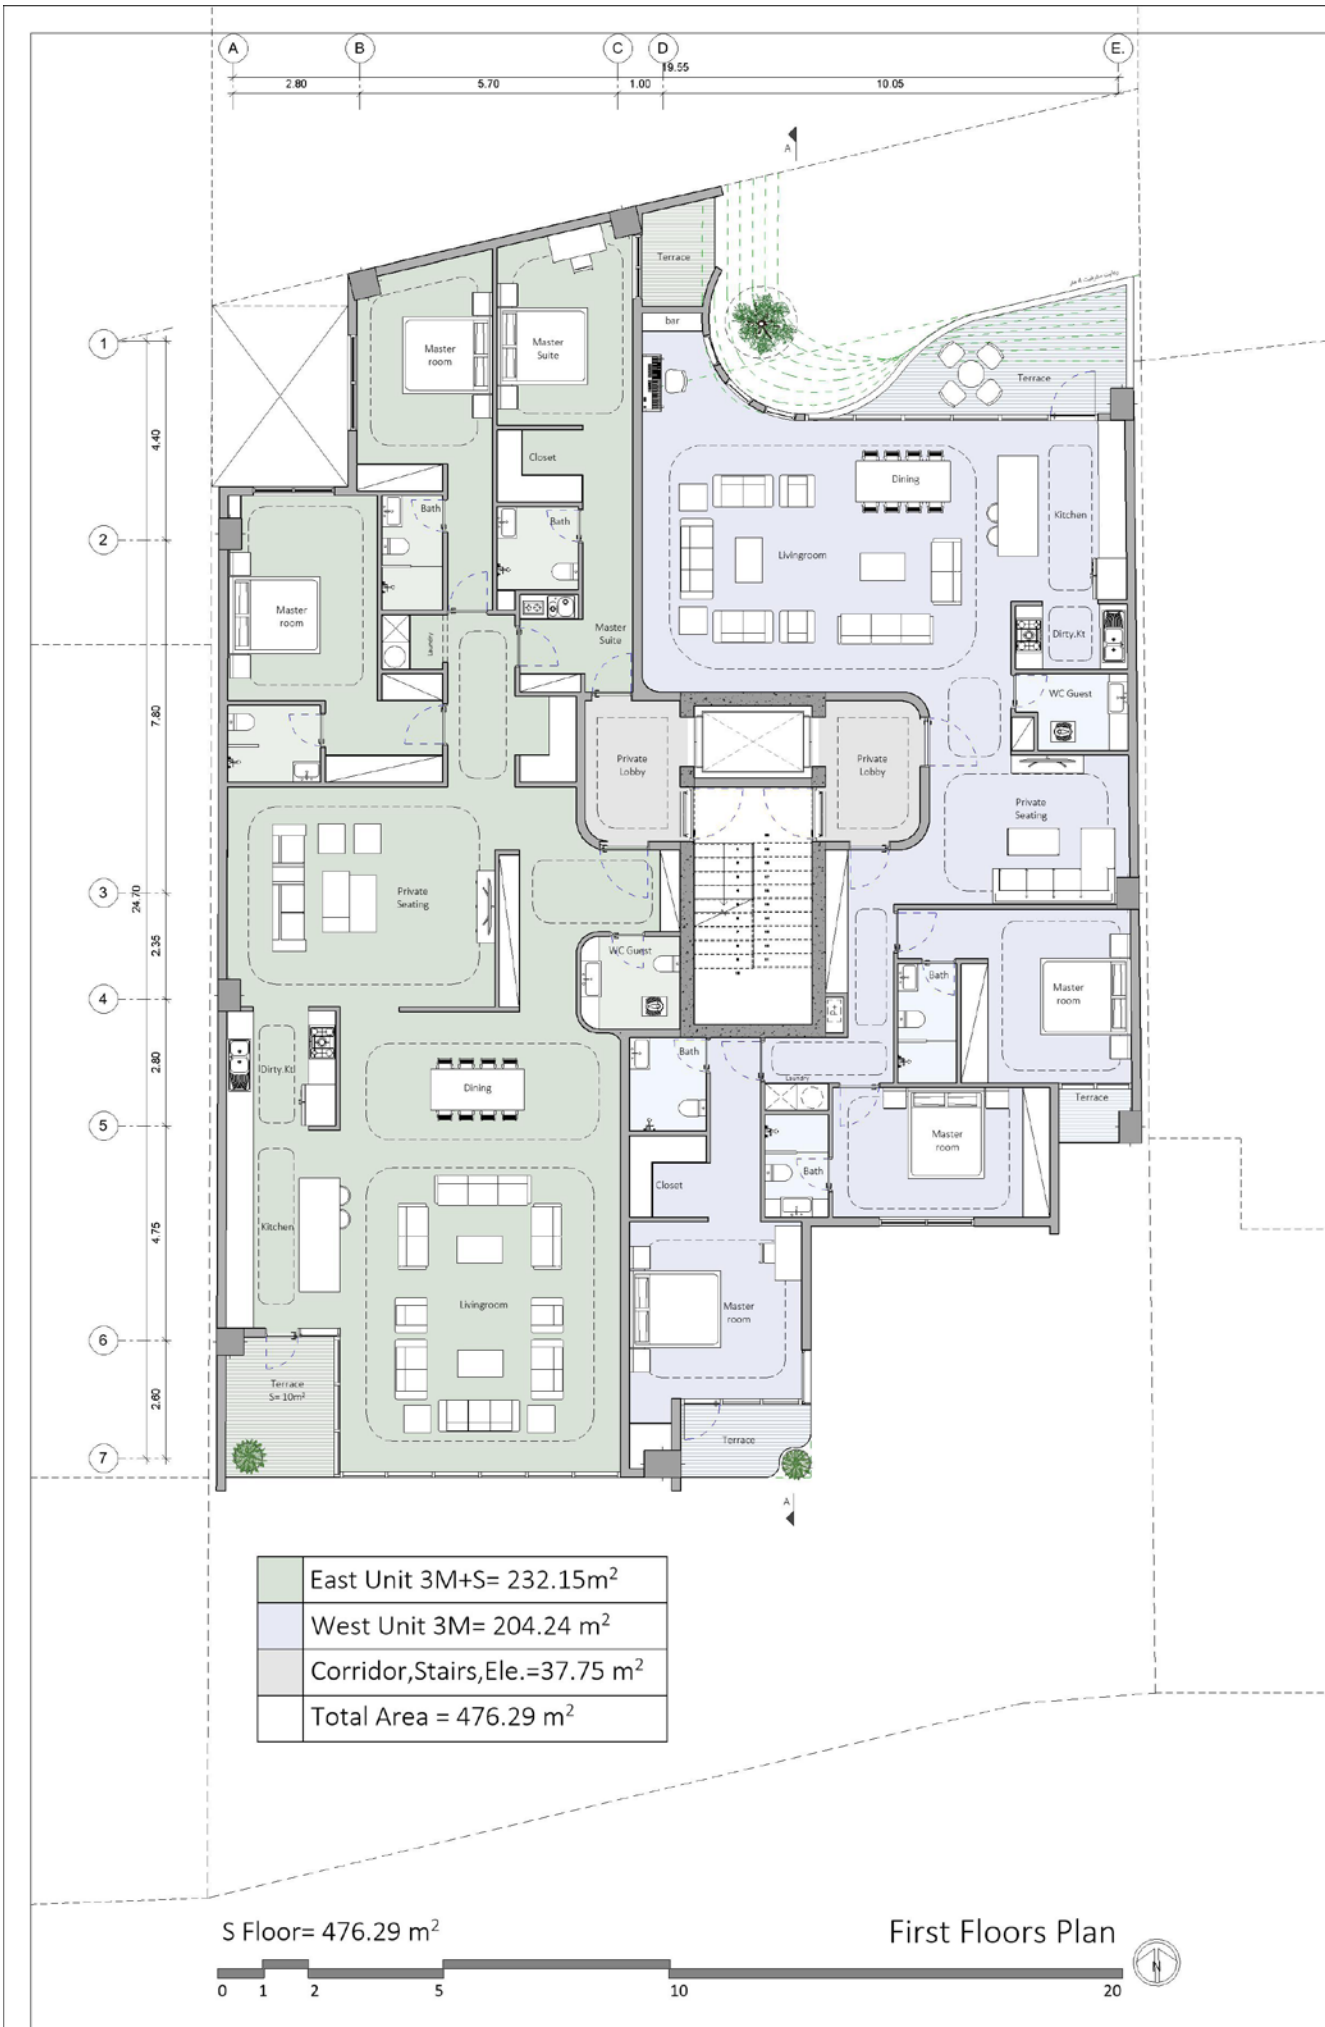 A B C D E.
19.55
2.80 5.70 1.00 10.05
A
Terrace
1
bar
Master
room
Master
Suite
Terrace
4.40
Closet
Dining
Bath
Bath
Kitchen
2
Livingroom
Master
room
Laundry
Master
Suite
Dirty.Kt
WC Guest
7.80
Private
Lobby
Private
Lobby
Private
Seating
3
24.70
Private
Seating
2.35
WC Guest
Bath
Master
room
4
2.80
Dirty.Kt
Dining
Bath
Laundry
Terrace
5
Master
room
Closet
Bath
Kitchen
4.75
Livingroom
Master
room
6
Terrace
S= 10m²
2.60
Terrace
7
A
East Unit 3M+S= 232.15m²
West Unit 3M= 204.24 m²
Corridor,Stairs,Ele.=37.75 m²
Total Area = 476.29 m²
S Floor= 476.29 m²
First Floors Plan
N
0 1 2 5 10 20